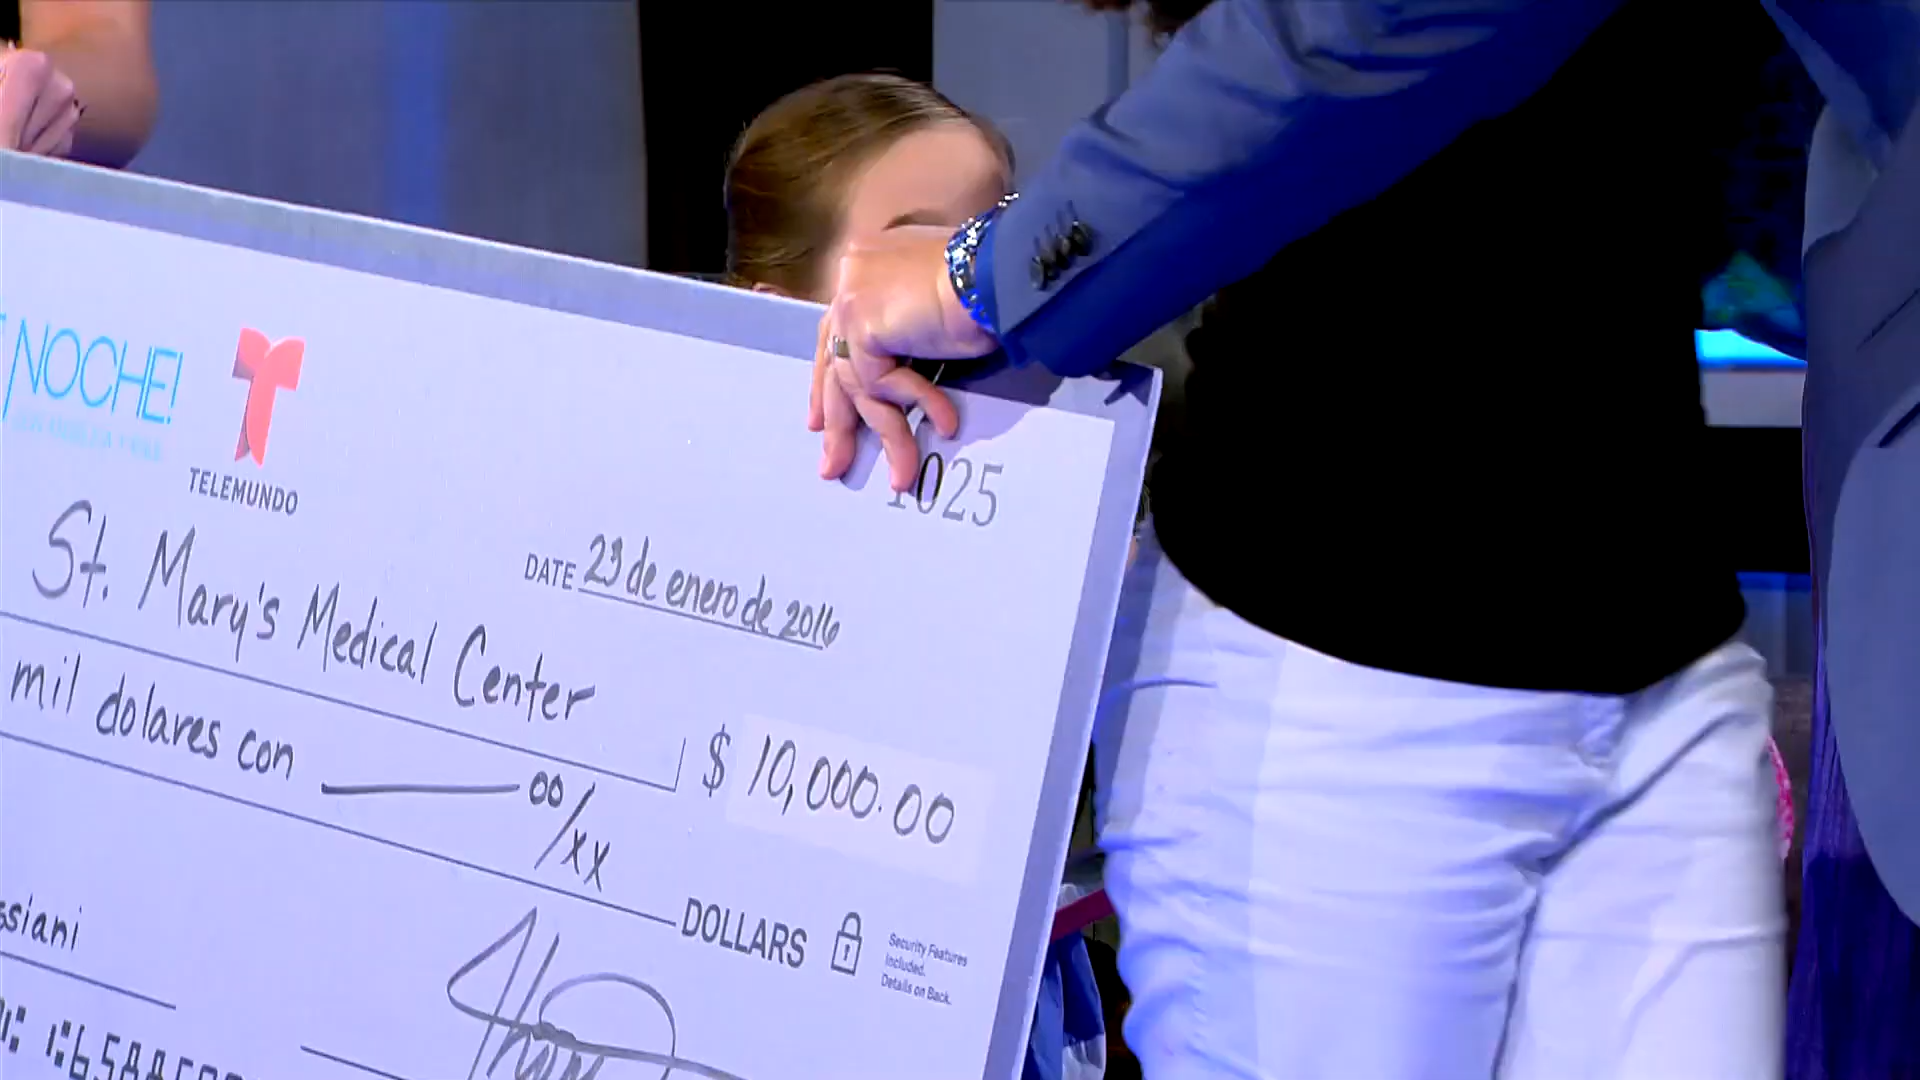 NOCHE!
TELEMUNDO
1025
DATE 23 de enero de 2016
St. Mary's Medical Center
$ 10,000.00
mil dolares con 00/xx
DOLLARS
Security Features
Included.
Details on Back.
ssiani